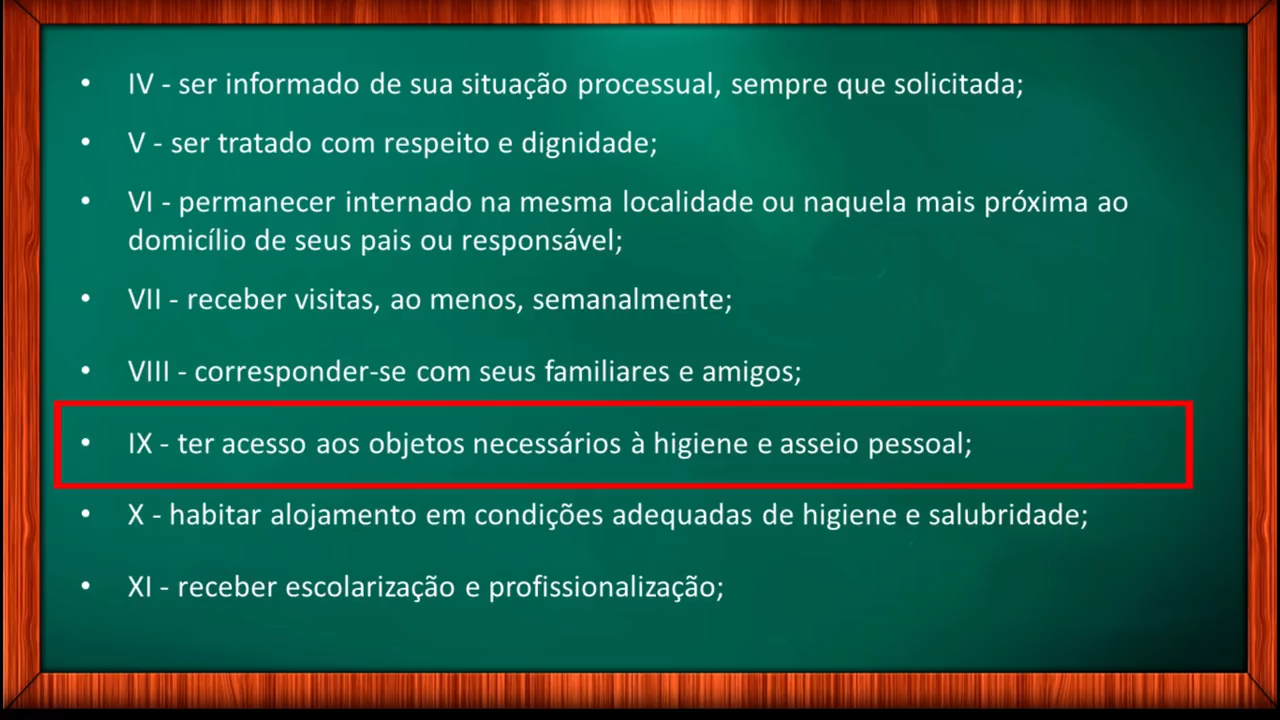 • IV - ser informado de sua situação processual, sempre que solicitada;
• V - ser tratado com respeito e dignidade;
• VI - permanecer internado na mesma localidade ou naquela mais próxima ao
domicílio de seus pais ou responsável;
• VII - receber visitas, ao menos, semanalmente;
• VIII - corresponder-se com seus familiares e amigos;
• IX - ter acesso aos objetos necessários à higiene e asseio pessoal;
• X - habitar alojamento em condições adequadas de higiene e salubridade;
• XI - receber escolarização e profissionalização;